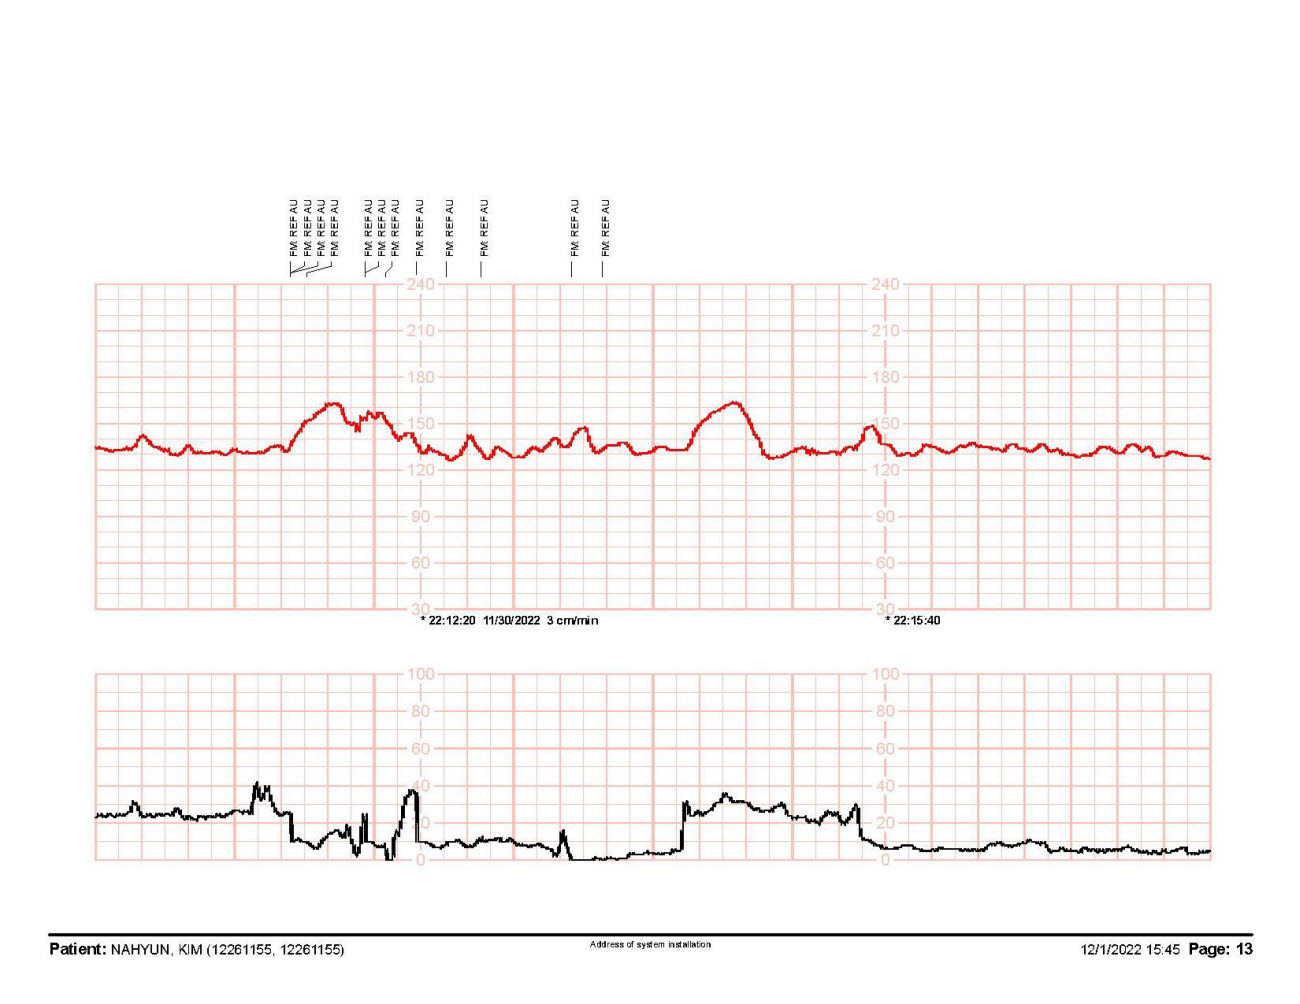 FM: REF AU
FM: REF AU
FM: REF AU
FM: REF AU
FM: REF AU
FM: REF AU
FM: REF AU
FM: REF AU
FM: REF AU
FM: REF AU
FM: REF AU
FM: REF AU
240 240
210 210
180 180
150 150
120 120
90 90
60 60
30 30
* 22:12:20 11/30/2022 3 cm/min * 22:15:40
100 100
80 80
60 60
40 40
20 20
0 0
Patient: NAHYUN, KIM (12261155, 12261155) Address of system installation 12/1/2022 15:45 Page: 13